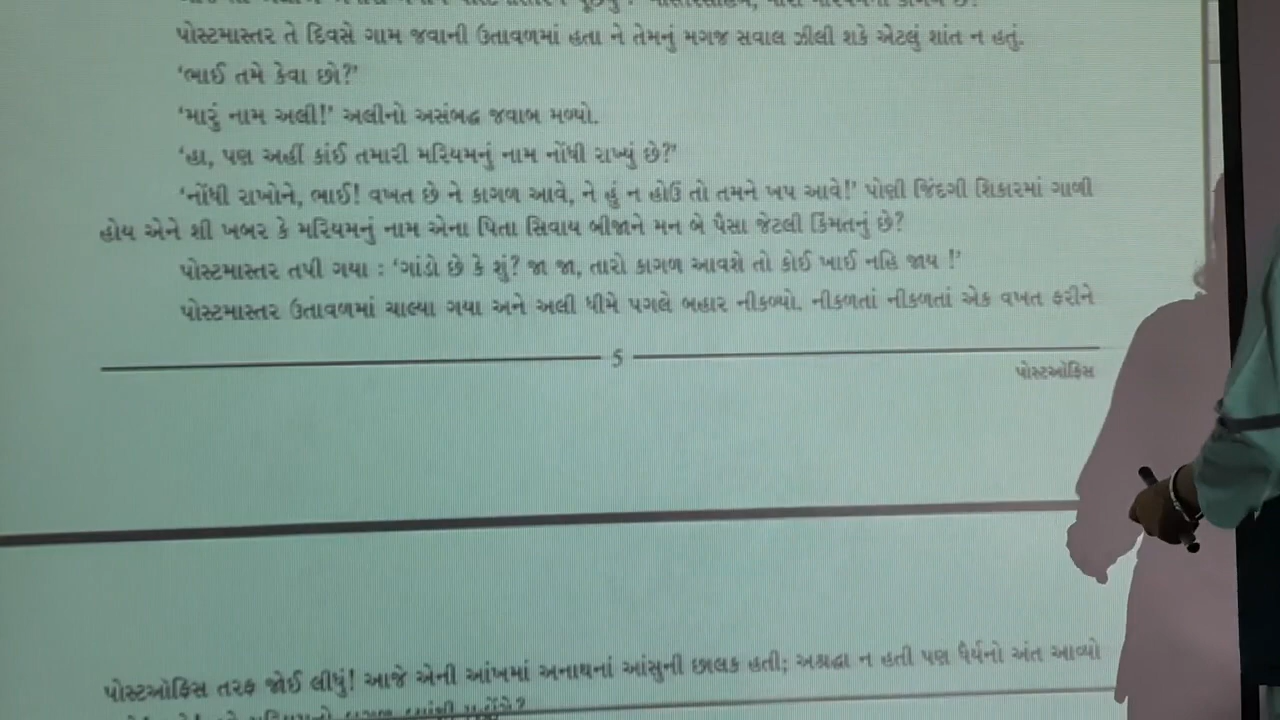 પોસ્ટમાસ્તર તે દિવસે ગામ જવાની ઉતાવળમાં હતા ને તેમનું મગજ સવાલ ઝીલી શકે એટલું શાંત ન હતું.
‘ભાઈ તમે કેવા છો?’
‘મારું નામ અલી!’ અલીનો અસંબદ્ધ જવાબ મળ્યો.
‘હા, પણ અહીં કાંઈ તમારી મરિયમનું નામ નોંધી રાખ્યું છે?’
‘નોંધી રાખોને, ભાઈ! વખત છે ને કાગળ આવે, ને હું ન હોઉં તો તમને ખપ આવે!’ પોણી જિંદગી શિકારમાં ગાળી
હોય એને શી ખબર કે મરિયમનું નામ એના પિતા સિવાય બીજાને મન બે પૈસા જેટલી કિંમતનું છે?
પોસ્ટમાસ્તર તપી ગયા : ‘ગાંડો છે કે શું? જા જા, તારો કાગળ આવશે તો કોઈ ખાઈ નહિ જાય !’
પોસ્ટમાસ્તર ઉતાવળમાં ચાલ્યા ગયા અને અલી ધીમે પગલે બહાર નીકળ્યો. નીકળતાં નીકળતાં એક વખત ફરીને
5
પોસ્ટઑફિસ
પોસ્ટઑફિસ તરફ જોઈ લીધું! આજે એની આંખમાં અનાથનાં આંસુની છાલક હતી; અશ્રદ્ધા ન હતી પણ ધૈર્યનો અંત આવ્યો